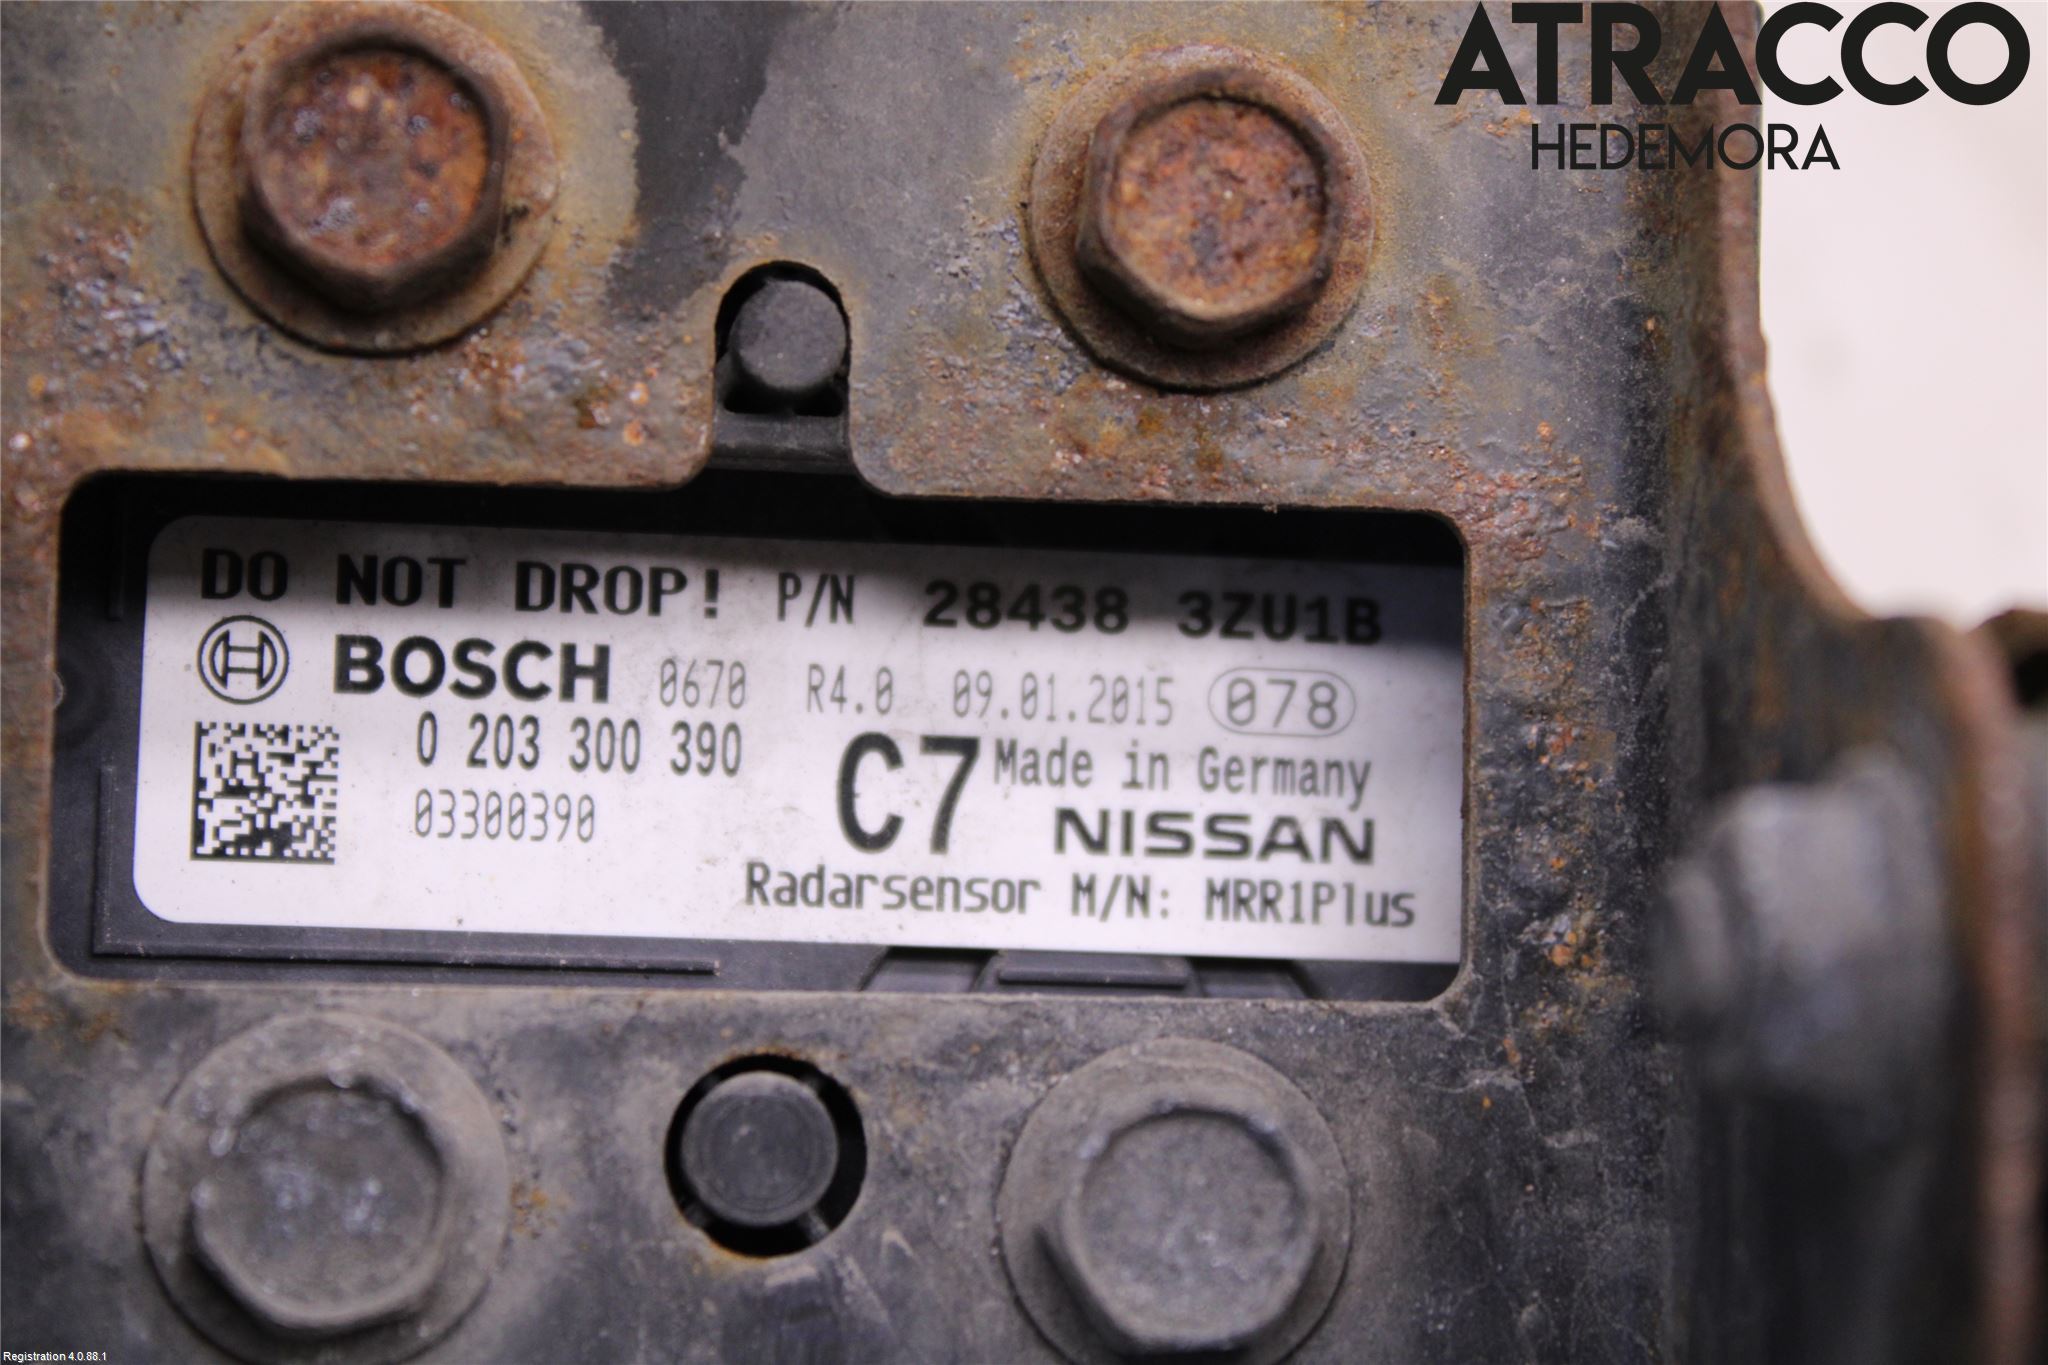 ATRACCO
HEDEMORA
DO NOT DROP! P/N 28438 3ZU1B
BOSCH 0670 R4.0 09.01.2015 078
0 203 300 390 C7 Made in Germany
03300390 NISSAN
Radarsensor M/N: MRR1Plus
Registration 4.0.88.1